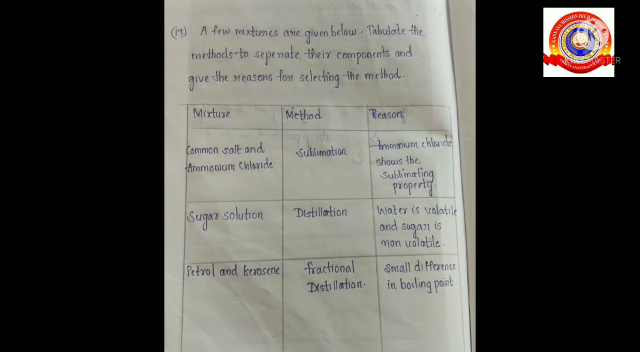 (17) A few mixtures are given below. Tabulate the
methods to seperate their components and
give the reasons for selecting the method.
Mixture Method Reason
Common salt and Ammonium Chloride Sublimation Ammonium chloride shows the sublimating property.
Sugar solution Distillation Water is volatile and sugar is non volatile.
Petrol and kerosene fractional Distillation. small difference in boiling point